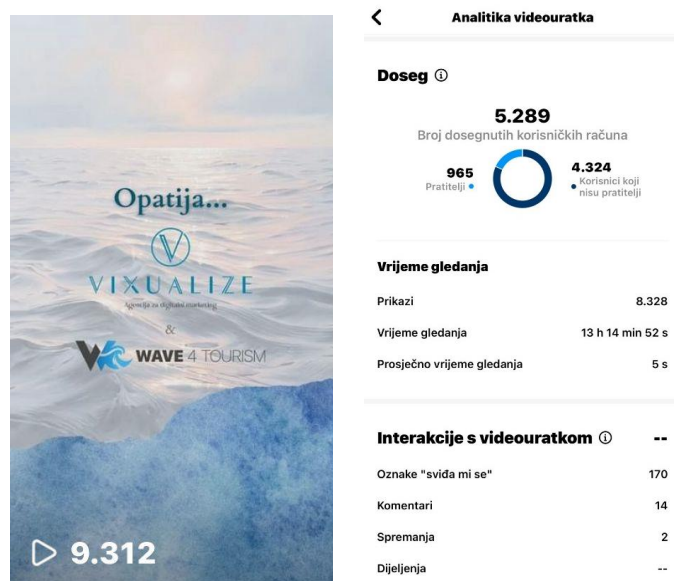 Opatija...
VIXUALIZE
Agencija za digitalni marketing
&
WAVE 4 TOURISM
9.312
Analitika videouratka
Doseg
5.289
Broj dosegnutih korisničkih računa
965
Pratitelji
4.324
Korisnici koji
nisu pratitelji
Vrijeme gledanja
Prikazi 8.328
Vrijeme gledanja 13 h 14 min 52 s
Prosječno vrijeme gledanja 5 s
Interakcije s videouratkom --
Oznake "sviđa mi se" 170
Komentari 14
Spremanja 2
Dijeljenja --